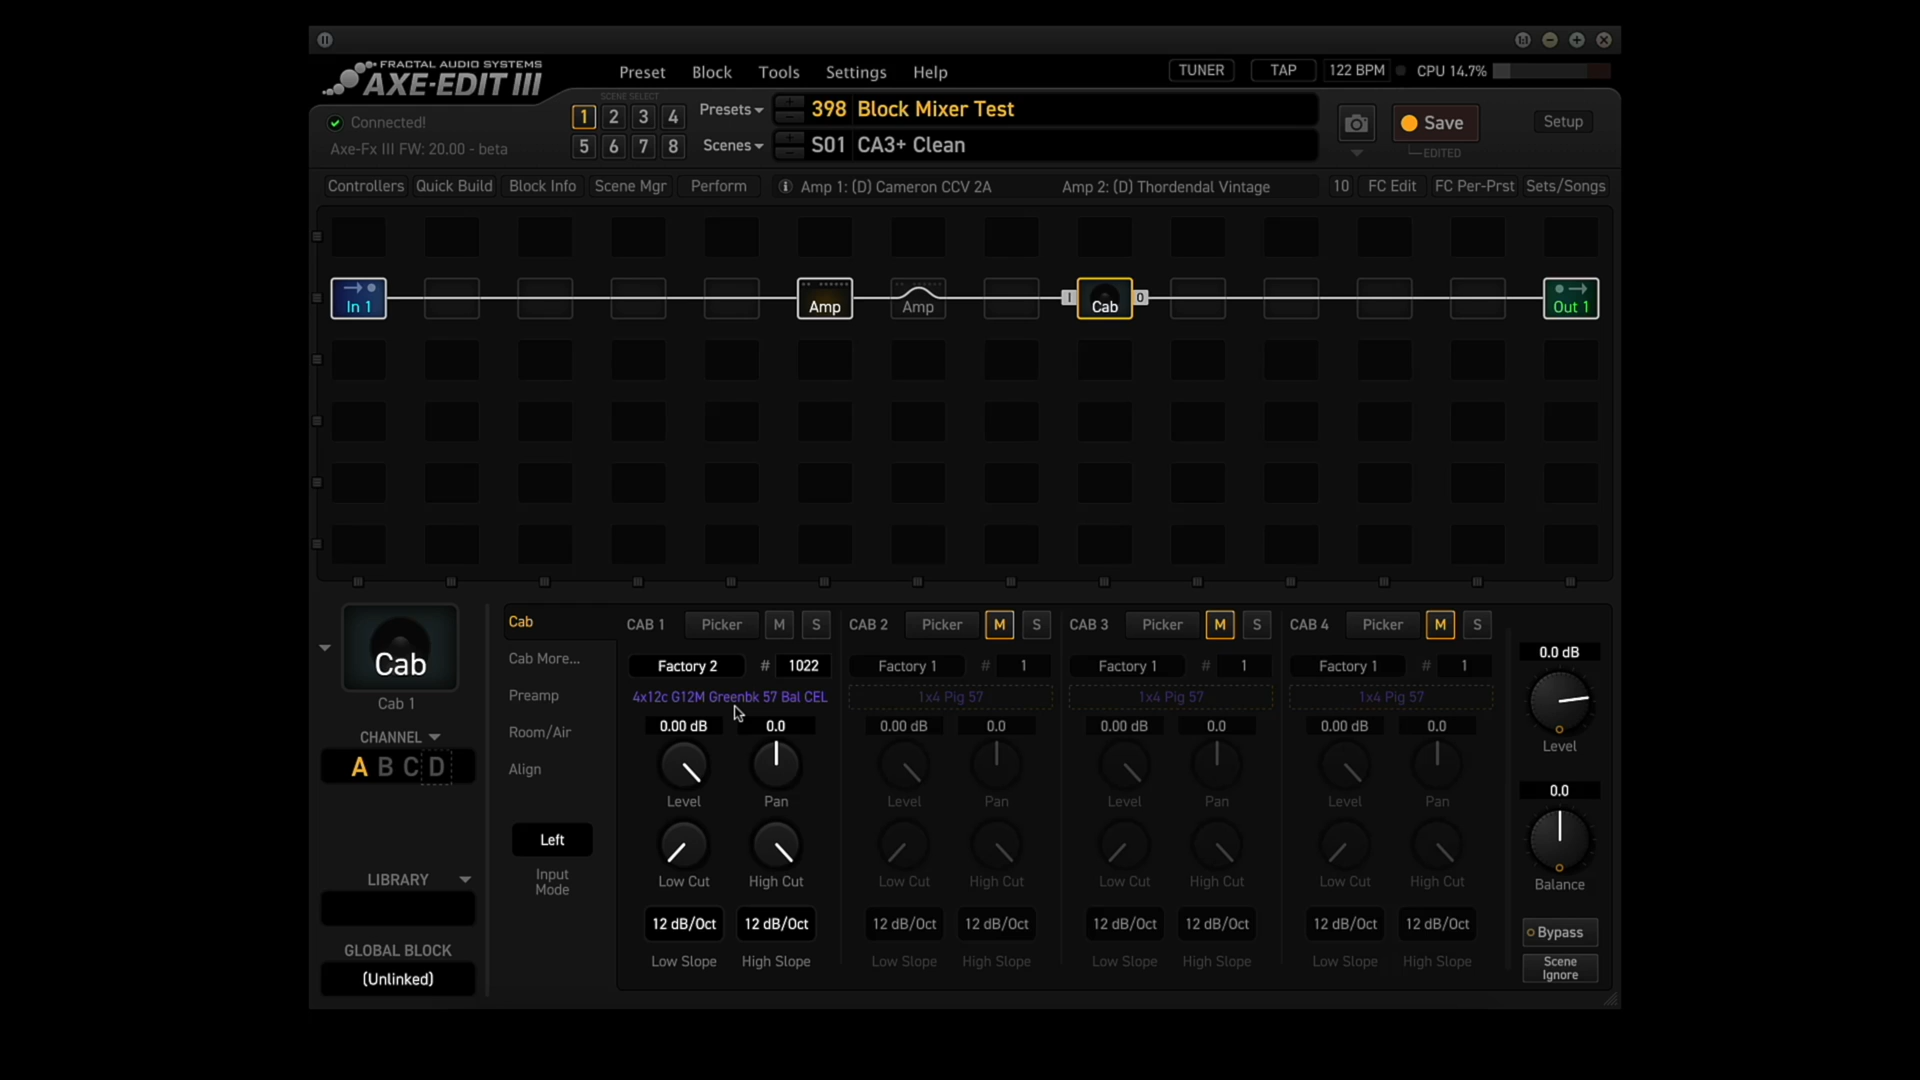 FRACTAL AUDIO SYSTEMS
AXE-EDIT III
Preset Block Tools Settings Help
TUNER TAP 122 BPM CPU 14.7%
SCENE SELECT
1 2 3 4
5 6 7 8
Presets
398 Block Mixer Test
Scenes
S01 CA3+ Clean
Connected!
Axe-Fx III FW: 20.00 - beta
Save
EDITED
Setup
Controllers Quick Build Block Info Scene Mgr Perform
Amp 1: (D) Cameron CCV 2A Amp 2: (D) Thordendal Vintage
10 FC Edit FC Per-Prst Sets/Songs
In 1 Amp Amp I Cab O Out 1
Cab
Cab 1
CHANNEL
A B C D
LIBRARY
GLOBAL BLOCK
(Unlinked)
Cab
Cab More...
Preamp
Room/Air
Align
Left
Input
Mode
CAB 1 Picker M S
Factory 2 # 1022
4x12c G12M Greenbk 57 Bal CEL
0.00 dB 0.0
Level Pan
Low Cut High Cut
12 dB/Oct 12 dB/Oct
Low Slope High Slope
CAB 2 Picker M S
Factory 1 # 1
1x4 Pig 57
0.00 dB 0.0
Level Pan
Low Cut High Cut
12 dB/Oct 12 dB/Oct
Low Slope High Slope
CAB 3 Picker M S
Factory 1 # 1
1x4 Pig 57
0.00 dB 0.0
Level Pan
Low Cut High Cut
12 dB/Oct 12 dB/Oct
Low Slope High Slope
CAB 4 Picker M S
Factory 1 # 1
1x4 Pig 57
0.00 dB 0.0
Level Pan
Low Cut High Cut
12 dB/Oct 12 dB/Oct
Low Slope High Slope
0.0 dB
Level
0.0
Balance
Bypass
Scene
Ignore